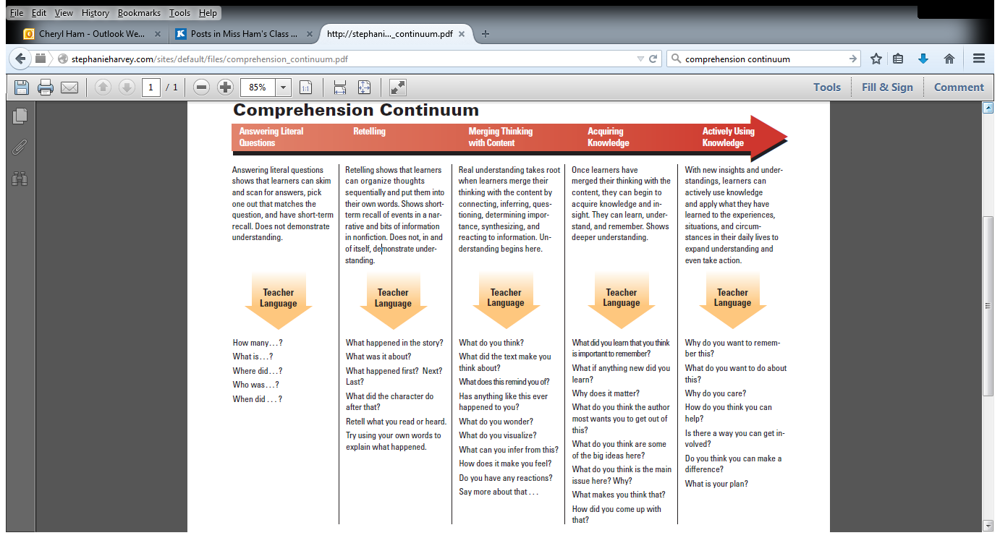 File Edit View History Bookmarks Tools Help
Cheryl Ham - Outlook We... × Posts in Miss Ham's Class ... × http://stephani..._continuum.pdf × +
stephanieharvey.com/sites/default/files/comprehension_continuum.pdf comprehension continuum
1 / 1 85% 1:1 Tools Fill & Sign Comment
Comprehension Continuum
Answering Literal
Questions
Retelling
Merging Thinking
with Content
Acquiring
Knowledge
Actively Using
Knowledge
Answering literal questions
shows that learners can skim
and scan for answers, pick
one out that matches the
question, and have short-term
recall. Does not demonstrate
understanding.
Teacher
Language
How many...?
What is...?
Where did...?
Who was...?
When did ...?
Retelling shows that learners
can organize thoughts
sequentially and put them into
their own words. Shows short-
term recall of events in a nar-
rative and bits of information
in nonfiction. Does not, in and
of itself, demonstrate under-
standing.
Teacher
Language
What happened in the story?
What was it about?
What happened first? Next?
Last?
What did the character do
after that?
Retell what you read or heard.
Try using your own words to
explain what happened.
Real understanding takes root
when learners merge their
thinking with the content by
connecting, inferring, ques-
tioning, determining impor-
tance, synthesizing, and
reacting to information. Un-
derstanding begins here.
Teacher
Language
What do you think?
What did the text make you
think about?
What does this remind you of?
Has anything like this ever
happened to you?
What do you wonder?
What do you visualize?
What can you infer from this?
How does it make you feel?
Do you have any reactions?
Say more about that ...
Once learners have
merged their thinking with the
content, they can begin to
acquire knowledge and in-
sight. They can learn, under-
stand, and remember. Shows
deeper understanding.
Teacher
Language
What did you learn that you think
is important to remember?
What if anything new did you
learn?
Why does it matter?
What do you think the author
most wants you to get out of
this?
What do you think are some
of the big ideas here?
What do you think is the main
issue here? Why?
What makes you think that?
How did you come up with
that?
With new insights and under-
standings, learners can
actively use knowledge
and apply what they have
learned to the experiences,
situations, and circum-
stances in their daily lives to
expand understanding and
even take action.
Teacher
Language
Why do you want to remem-
ber this?
What do you want to do about
this?
Why do you care?
How do you think you can
help?
Is there a way you can get in-
volved?
Do you think you can make a
difference?
What is your plan?